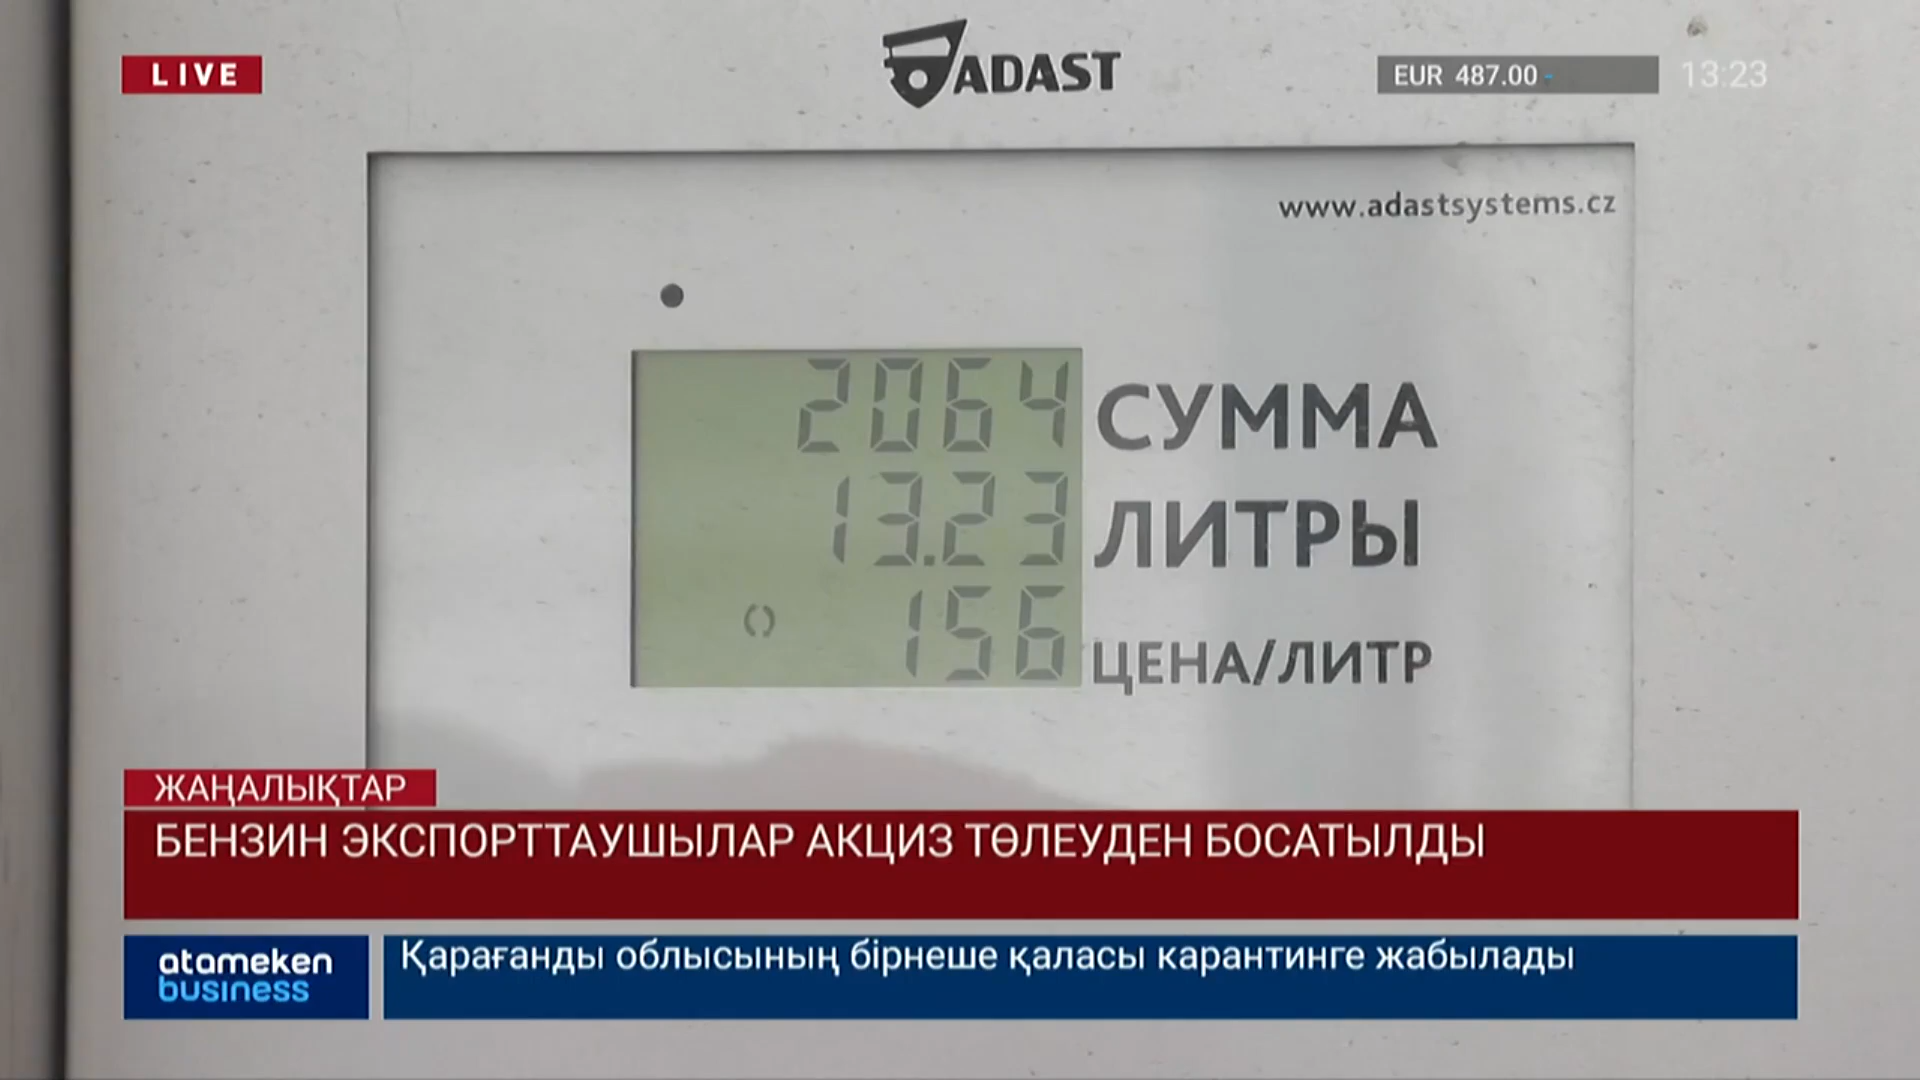 LIVE
ADAST
EUR 487.00
13:23
www.adastsystems.cz
2064 СУММА
13.23 ЛИТРЫ
156 ЦЕНА/ЛИТР
ЖАҢАЛЫҚТАР
БЕНЗИН ЭКСПОРТТАУШЫЛАР АКЦИЗ ТӨЛЕУДЕН БОСАТЫЛДЫ
atameken
business
Қарағанды облысының бірнеше қаласы карантинге жабылады